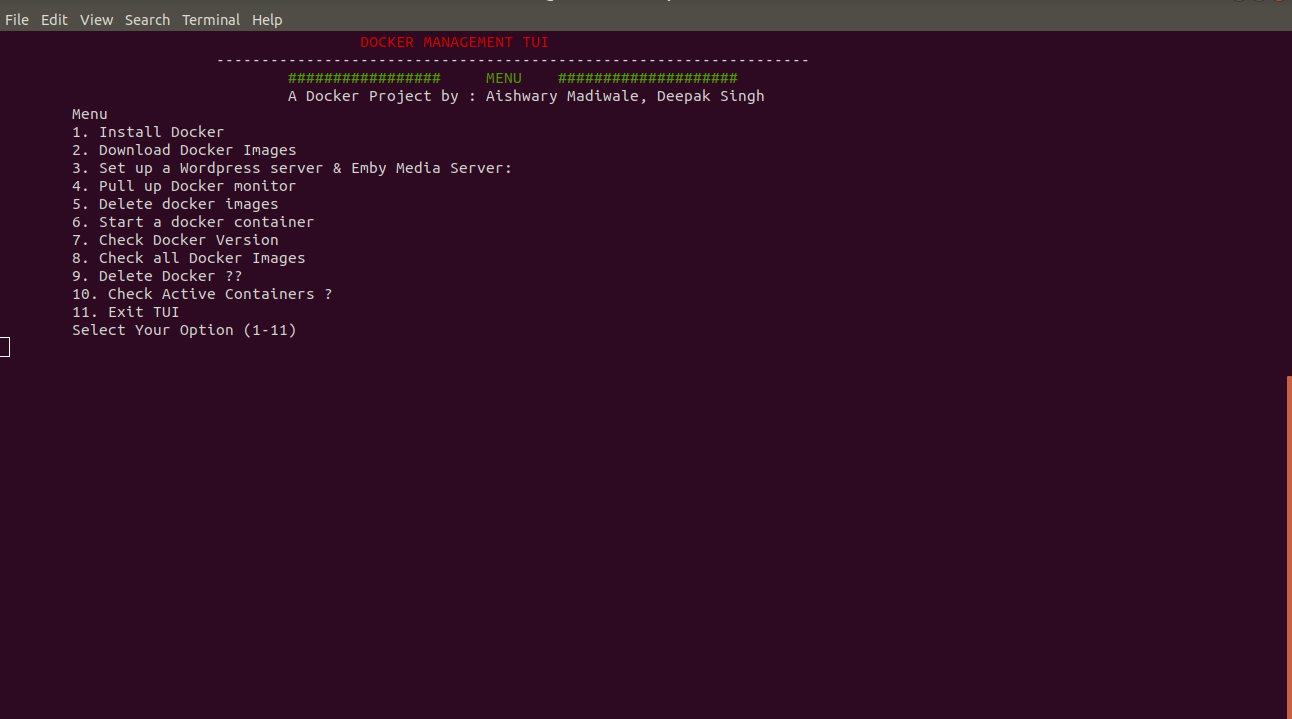 File Edit View Search Terminal Help
DOCKER MANAGEMENT TUI
------------------------------------------------------------------
################# MENU ####################
A Docker Project by : Aishwary Madiwale, Deepak Singh
Menu
1. Install Docker
2. Download Docker Images
3. Set up a Wordpress server & Emby Media Server:
4. Pull up Docker monitor
5. Delete docker images
6. Start a docker container
7. Check Docker Version
8. Check all Docker Images
9. Delete Docker ??
10. Check Active Containers ?
11. Exit TUI
Select Your Option (1-11)